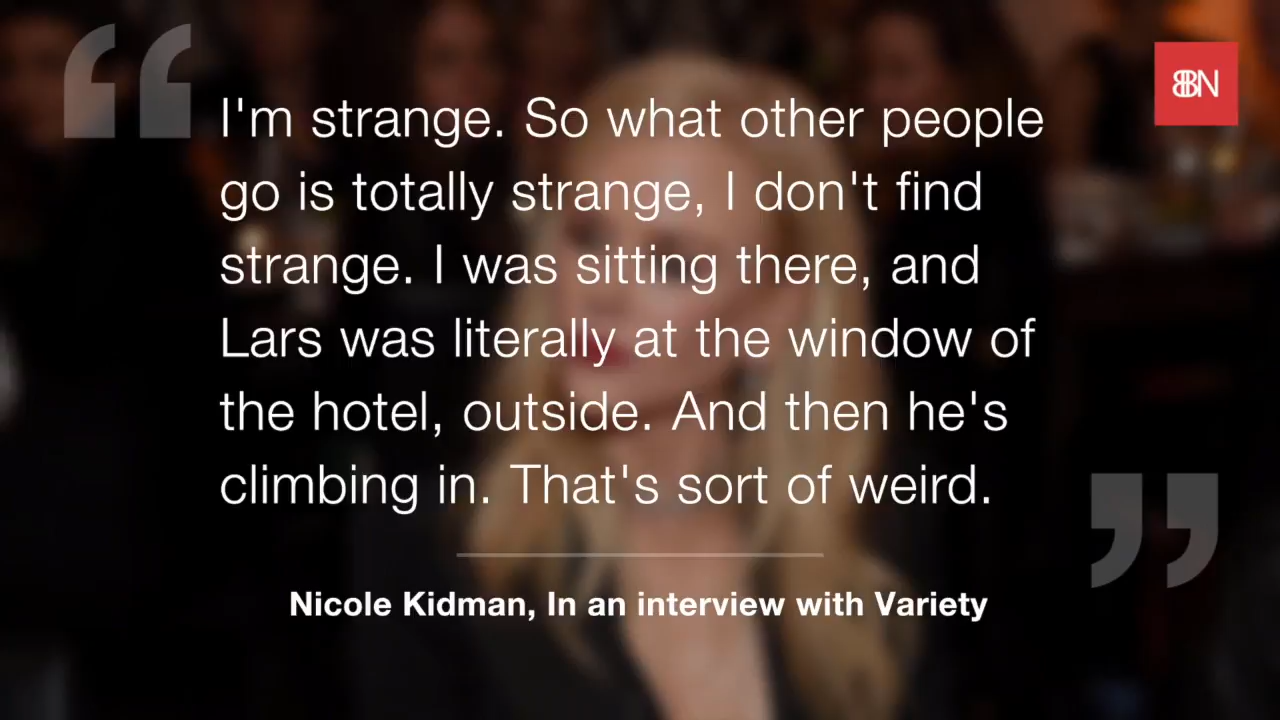 BBN
I'm strange. So what other people
go is totally strange, I don't find
strange. I was sitting there, and
Lars was literally at the window of
the hotel, outside. And then he's
climbing in. That's sort of weird.
Nicole Kidman, In an interview with Variety